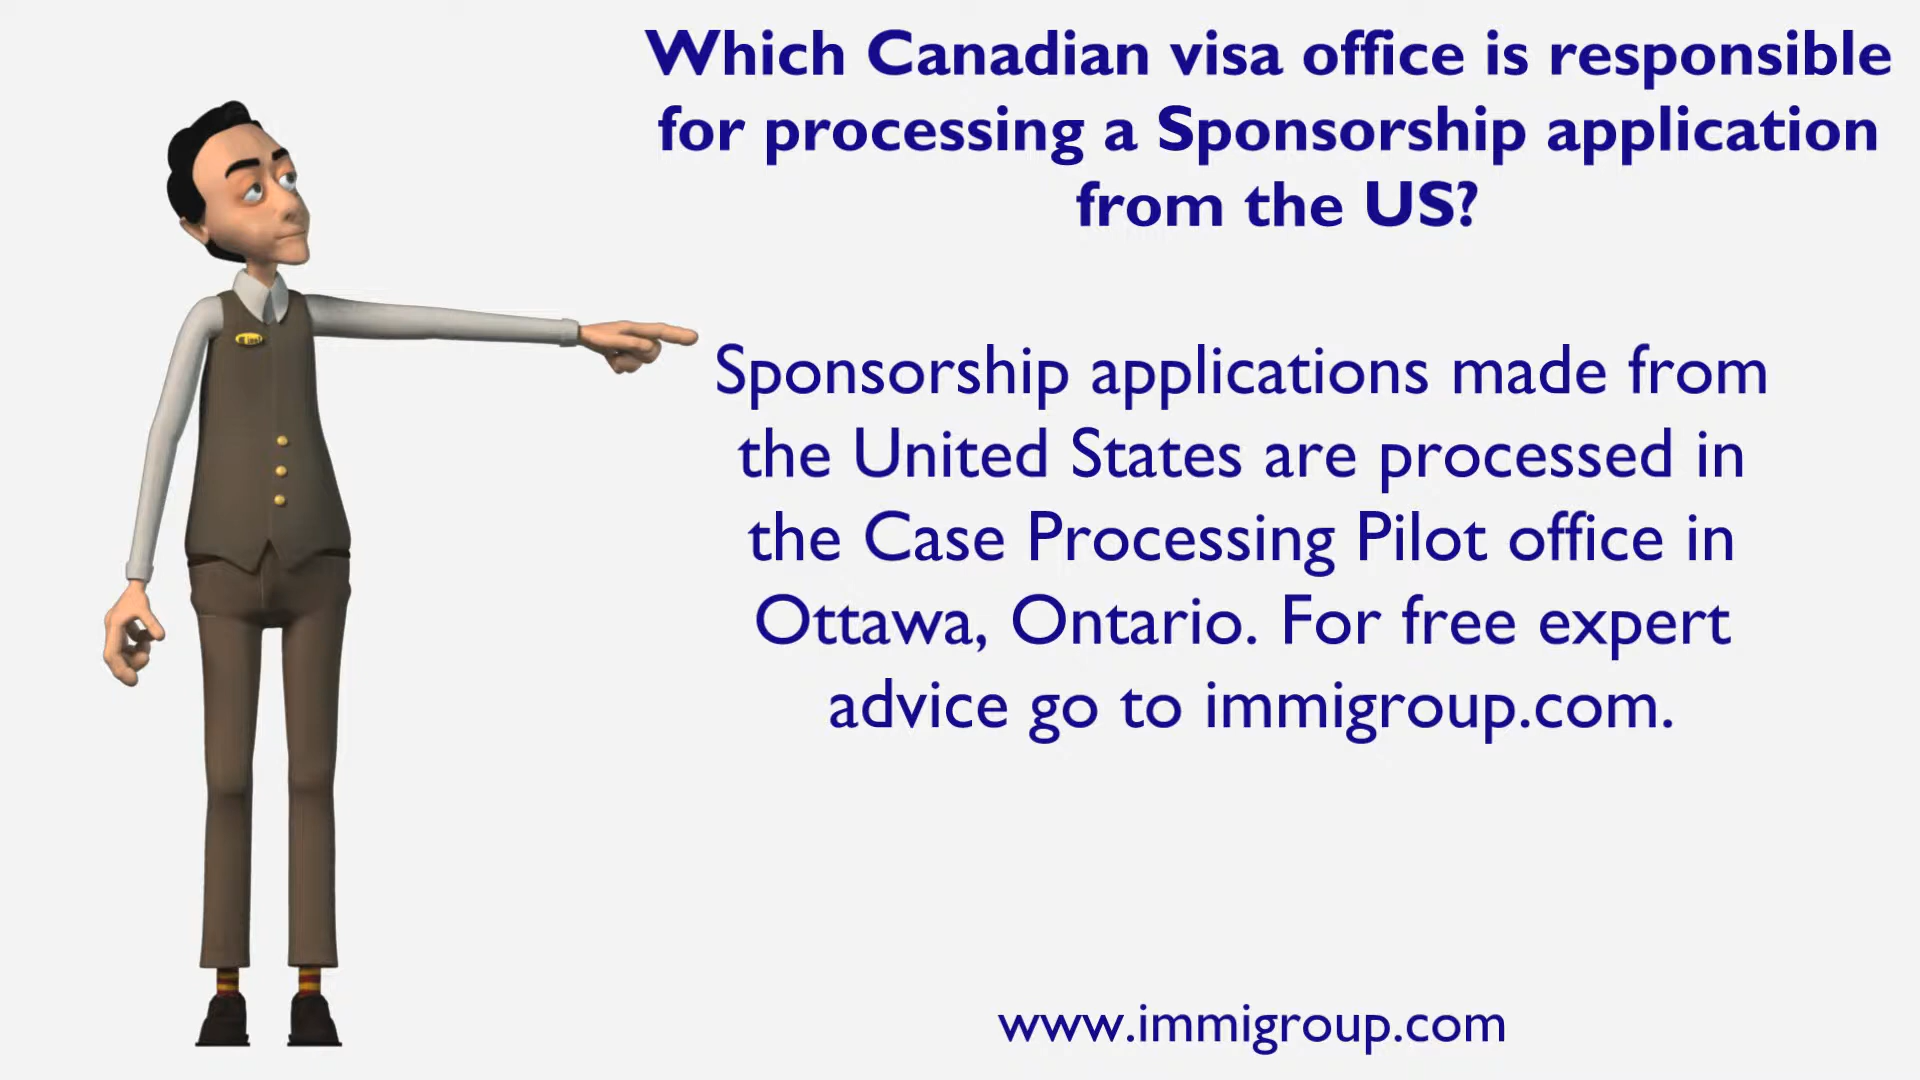 Which Canadian visa office is responsible
for processing a Sponsorship application
from the US?
Sponsorship applications made from
the United States are processed in
the Case Processing Pilot office in
Ottawa, Ontario. For free expert
advice go to immigroup.com.
www.immigroup.com